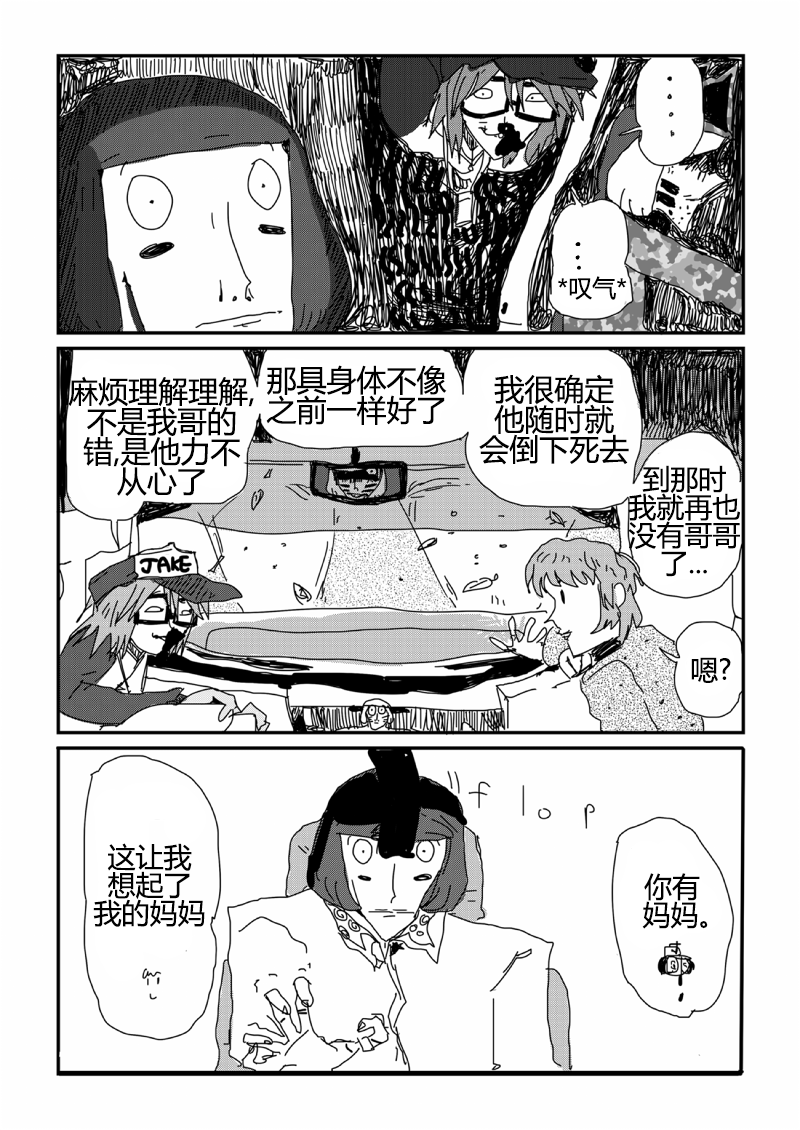 ...
...
*叹气*
麻烦理解理解,
不是我哥的
错,是他力不
从心了
那具身体不像
之前一样好了
我很确定
他随时就
会倒下死去
到那时
我就再也
没有哥哥
了...
JAKE
嗯?
flop
这让我
想起了
我的妈妈
你有
妈妈。